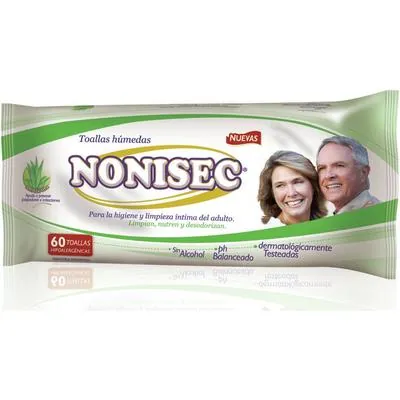 Toallas húmedas
NUEVAS
NONISEC®
Para la higiene y limpieza íntima del adulto.
Limpian, nutren y desodorizan.
60 TOALLAS
HIPOALERGÉNICAS
• Sin
Alcohol
• ph
Balanceado
• dermatológicamente
Testeadas